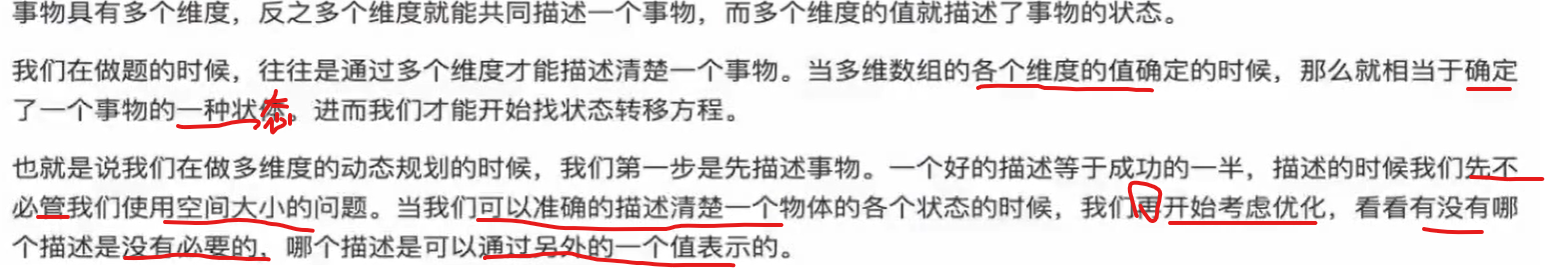 事物具有多个维度，反之多个维度就能共同描述一个事物，而多个维度的值就描述了事物的状态。
我们在做题的时候，往往是通过多个维度才能描述清楚一个事物。当多维数组的各个维度的值确定的时候，那么就相当于确定
了一个事物的一种状态，进而我们才能开始找状态转移方程。
也就是说我们在做多维度的动态规划的时候，我们第一步是先描述事物。一个好的描述等于成功的一半，描述的时候我们先不
必管我们使用空间大小的问题。当我们可以准确的描述清楚一个物体的各个状态的时候，我们再开始考虑优化，看看有没有哪
个描述是没有必要的，哪个描述是可以通过另外的一个值表示的。